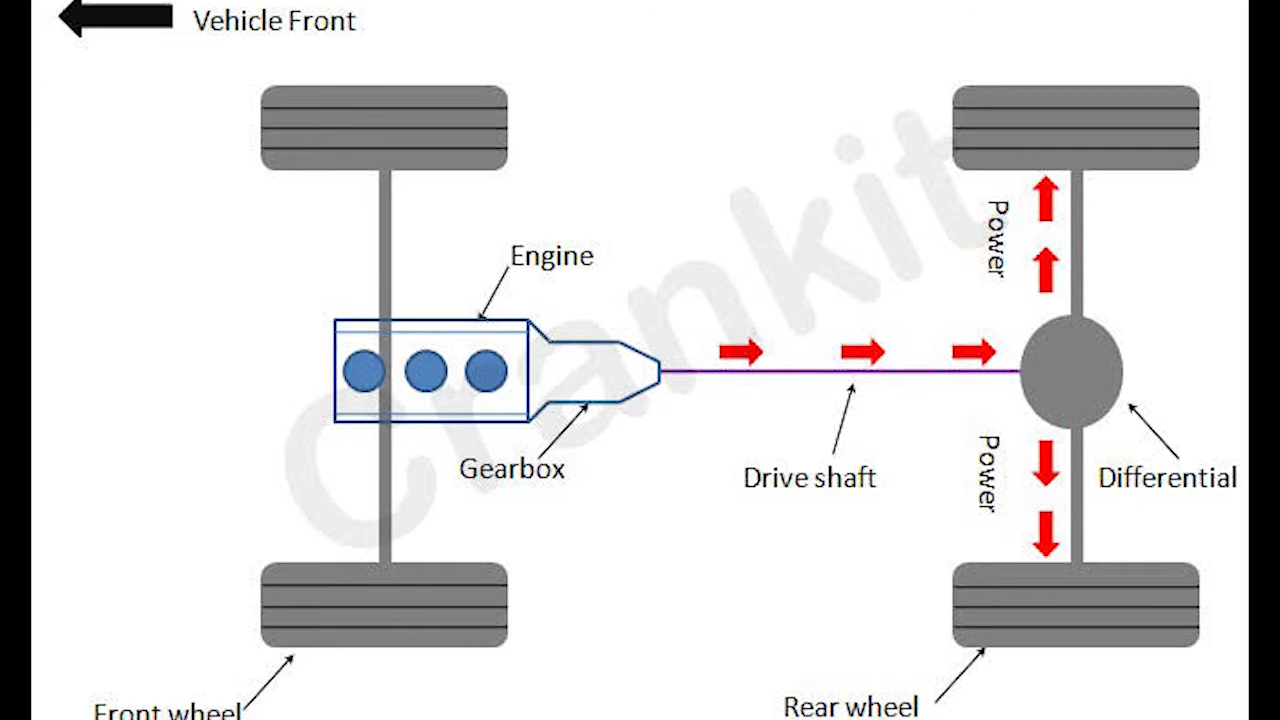 Vehicle Front
Crankit
Power
Engine
Gearbox
Drive shaft
Power
Differential
Front wheel
Rear wheel